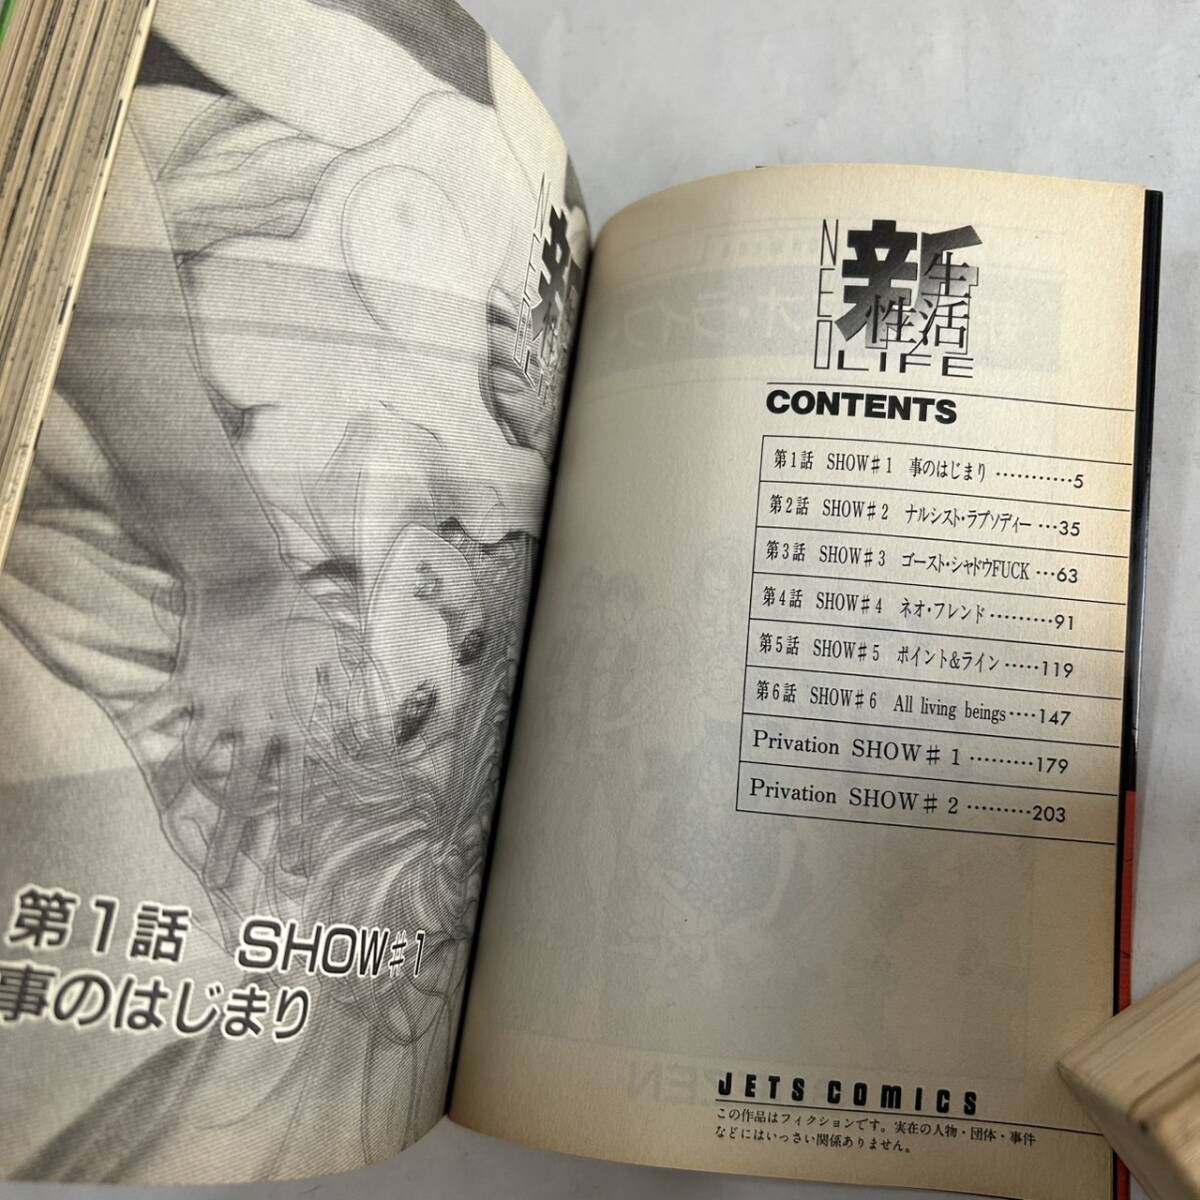 第1話 SHOW♯1
事のはじまり
NEO
新
生活
性
LIFE
CONTENTS
第1話 SHOW♯1 事のはじまり ‥‥‥‥‥‥5
第2話 SHOW♯2 ナルシスト・ラプソディー ‥‥35
第3話 SHOW♯3 ゴースト・シャドウFUCK ‥‥63
第4話 SHOW♯4 ネオ・フレンド ‥‥‥‥‥91
第5話 SHOW♯5 ポイント&ライン ‥‥‥119
第6話 SHOW♯6 All living beings ‥‥147
Privation SHOW♯1 ‥‥‥‥‥179
Privation SHOW♯2 ‥‥‥‥‥203
JETS COMICS
この作品はフィクションです。実在の人物・団体・事件
などにはいっさい関係ありません。